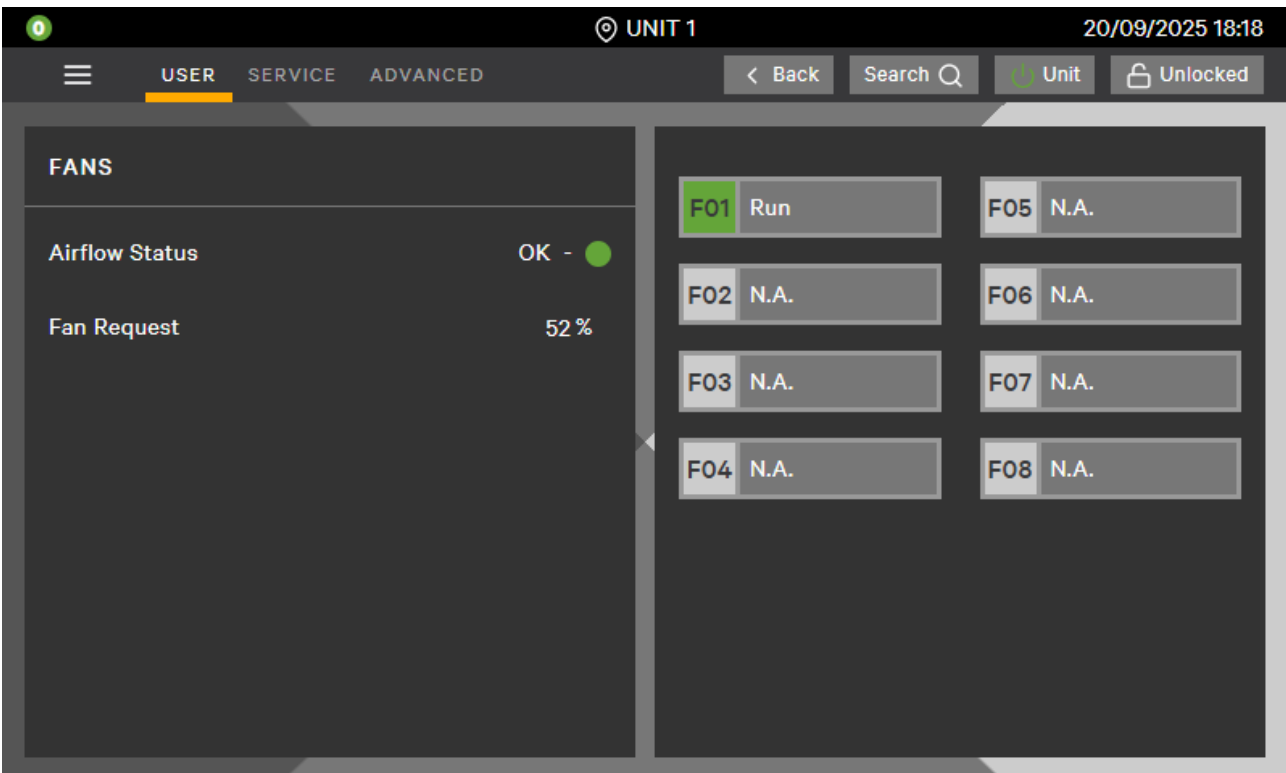 0 UNIT 1 20/09/2025 18:18
USER SERVICE ADVANCED Back Search Unit Unlocked
FANS
Airflow Status OK -
Fan Request 52 %
F01 Run F05 N.A.
F02 N.A. F06 N.A.
F03 N.A. F07 N.A.
F04 N.A. F08 N.A.